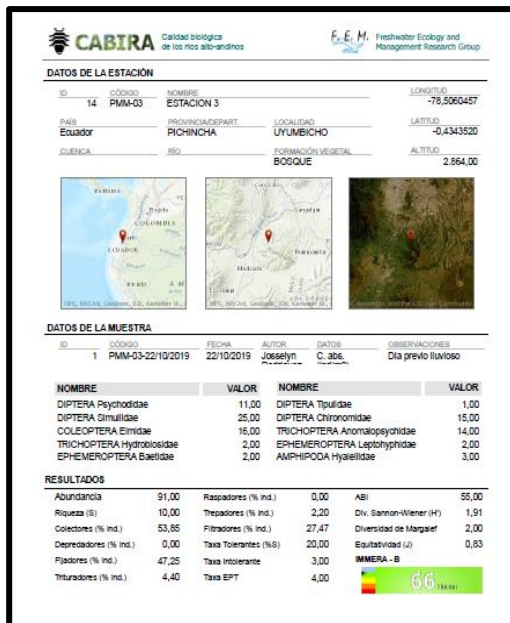 CABIRA Calidad biológica de los ríos alto-andinos
F. E. M. Freshwater Ecology and Management Research Group
DATOS DE LA ESTACIÓN
ID CÓDIGO NOMBRE LONGITUD
14 PMM-03 ESTACION 3 -78,5060457
PAÍS PROVINCIA/DEPART. LOCALIDAD LATITUD
Ecuador PICHINCHA UYUMBICHO -0,4343520
CUENCA RÍO FORMACIÓN VEGETAL ALTITUD
BOSQUE 2.864,00
PANAMA
Bogota
COLOMBIA
ECUADOR
PERU
Sangolqui
Machachi
DATOS DE LA MUESTRA
ID CÓDIGO FECHA AUTOR DATOS OBSERVACIONES
1 PMM-03-22/10/2019 22/10/2019 Josselyn C. abs. Dia previo lluvioso
NOMBRE VALOR NOMBRE VALOR
DIPTERA Psychodidae 11,00 DIPTERA Tipulidae 1,00
DIPTERA Simuliidae 25,00 DIPTERA Chironomidae 15,00
COLEOPTERA Elmidae 16,00 TRICHOPTERA Anomalopsychidae 14,00
TRICHOPTERA Hydrobiosidae 2,00 EPHEMEROPTERA Leptohyphidae 2,00
EPHEMEROPTERA Baetidae 2,00 AMPHIPODA Hyalellidae 3,00
RESULTADOS
Abundancia 91,00 Raspadores (% ind.) 0,00 ABI 55,00
Riqueza (S) 10,00 Trepadores (% ind.) 2,20 Div. Sannon-Wiener (H') 1,91
Colectores (% ind.) 53,85 Filtradores (% ind.) 27,47 Diversidad de Margalef 2,00
Depredadores (% ind.) 0,00 Taxa Tolerantes (%S) 20,00 Equitatividad (J) 0,83
Fijadores (% ind.) 47,25 Taxa Intolerante 3,00 IMMERA - B
Trituradores (% ind.) 4,40 Taxa EPT 4,00 66